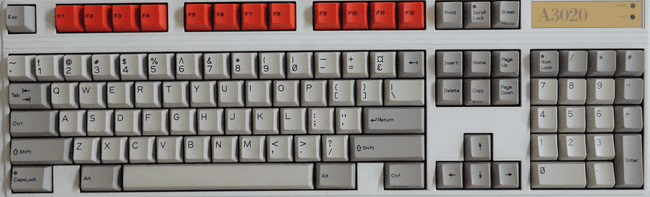 Esc F1 F2 F3 F4 F5 F6 F7 F8 F9 F10 F11 F12 Print Scroll Lock Break A3020
~ ! @ # $ % ^ & * ( ) _ + ¤ ← Insert Home Page Up Num Lock / * #
` 1 2 3 4 5 6 7 8 9 0 - = £
Tab Q W E R T Y U I O P { [ } ] | \ Delete Copy Page Down 7 8 9 -
Ctrl A S D F G H J K L : ; " ' ↵ Return 4 5 6 +
⇧ Shift Z X C V B N M < , > . ? / ⇧ Shift ↑ 1 2 3 Enter
CapsLock Alt Alt Ctrl ← ↓ → 0 .